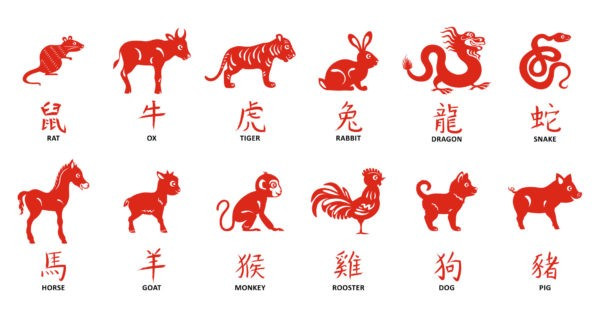 鼠 牛 虎 兔 龍 蛇
RAT OX TIGER RABBIT DRAGON SNAKE
馬 羊 猴 雞 狗 豬
HORSE GOAT MONKEY ROOSTER DOG PIG